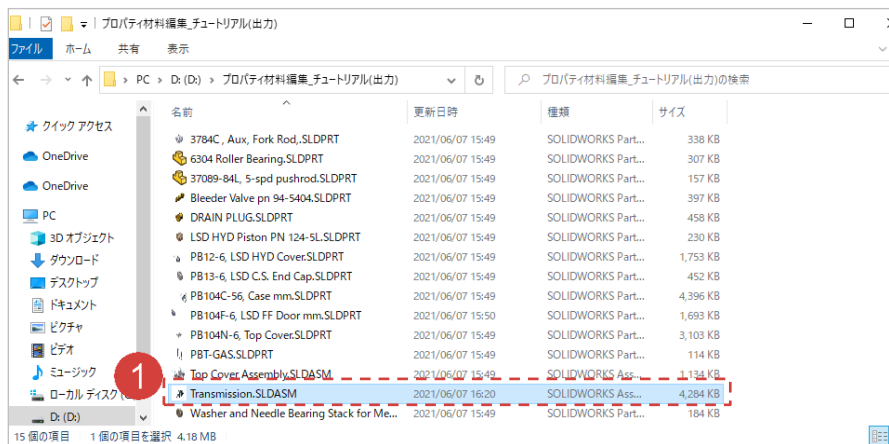 プロパティ材料編集_チュートリアル(出力)
ファイル ホーム 共有 表示
PC › D: (D:) › プロパティ材料編集_チュートリアル(出力) プロパティ材料編集_チュートリアル(出力)の検索
名前 更新日時 種類 サイズ
クイック アクセス
OneDrive
OneDrive
PC
3D オブジェクト
ダウンロード
デスクトップ
ドキュメント
ピクチャ
ビデオ
ミュージック
ローカル ディスク
D: (D:)
3784C , Aux, Fork Rod,.SLDPRT 2021/06/07 15:49 SOLIDWORKS Part... 338 KB
6304 Roller Bearing.SLDPRT 2021/06/07 15:49 SOLIDWORKS Part... 307 KB
37089-84L, 5-spd pushrod.SLDPRT 2021/06/07 15:49 SOLIDWORKS Part... 157 KB
Bleeder Valve pn 94-5404.SLDPRT 2021/06/07 15:49 SOLIDWORKS Part... 397 KB
DRAIN PLUG.SLDPRT 2021/06/07 15:49 SOLIDWORKS Part... 458 KB
LSD HYD Piston PN 124-5L.SLDPRT 2021/06/07 15:49 SOLIDWORKS Part... 230 KB
PB12-6, LSD HYD Cover.SLDPRT 2021/06/07 15:49 SOLIDWORKS Part... 1,753 KB
PB13-6, LSD C.S. End Cap.SLDPRT 2021/06/07 15:49 SOLIDWORKS Part... 452 KB
PB104C-56, Case mm.SLDPRT 2021/06/07 15:49 SOLIDWORKS Part... 4,396 KB
PB104F-6, LSD FF Door mm.SLDPRT 2021/06/07 15:50 SOLIDWORKS Part... 1,693 KB
PB104N-6, Top Cover.SLDPRT 2021/06/07 15:49 SOLIDWORKS Part... 3,103 KB
PBT-GAS.SLDPRT 2021/06/07 15:49 SOLIDWORKS Part... 114 KB
Top Cover Assembly.SLDASM 2021/06/07 15:49 SOLIDWORKS Ass... 1,134 KB
1
Transmission.SLDASM 2021/06/07 16:20 SOLIDWORKS Ass... 4,284 KB
Washer and Needle Bearing Stack for Me... 2021/06/07 15:49 SOLIDWORKS Part... 184 KB
15 個の項目 1 個の項目を選択 4.18 MB